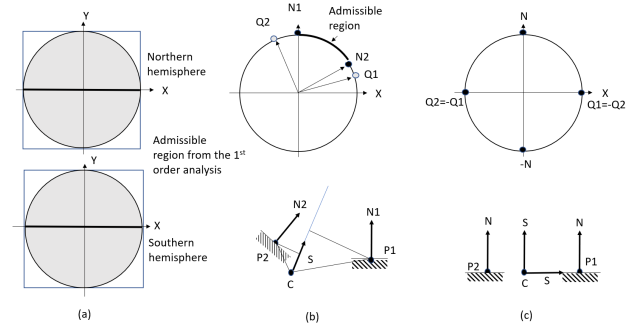 Y
Northern
hemisphere
X
Admissible
region from the 1st
order analysis
Y
X
Southern
hemisphere
(a)
N1
Admissible
region
Q2
N2
Q1
X
N2
N1
P2
S
P1
C
(b)
N
X
Q2=-Q1
Q1=-Q2
-N
N
S
N
P2
P1
C
S
(c)